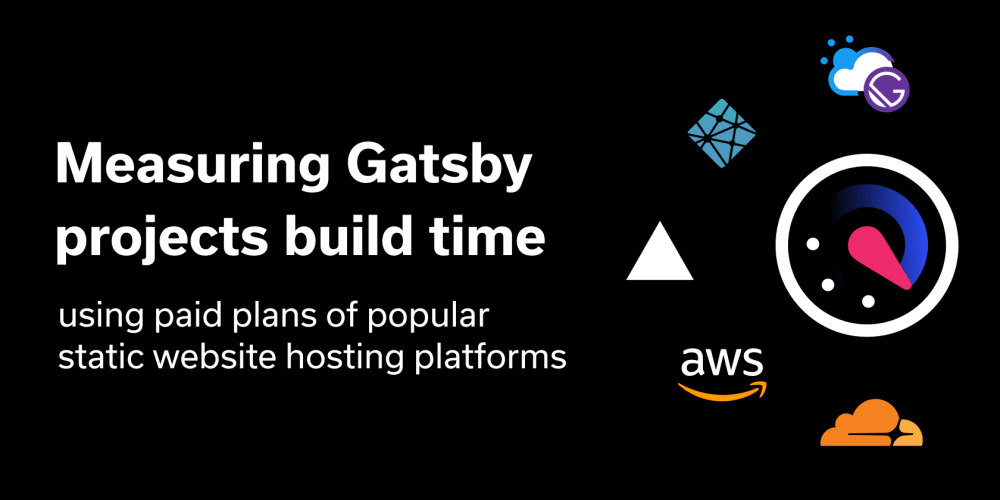 Measuring Gatsby
projects build time
using paid plans of popular
static website hosting platforms
aws